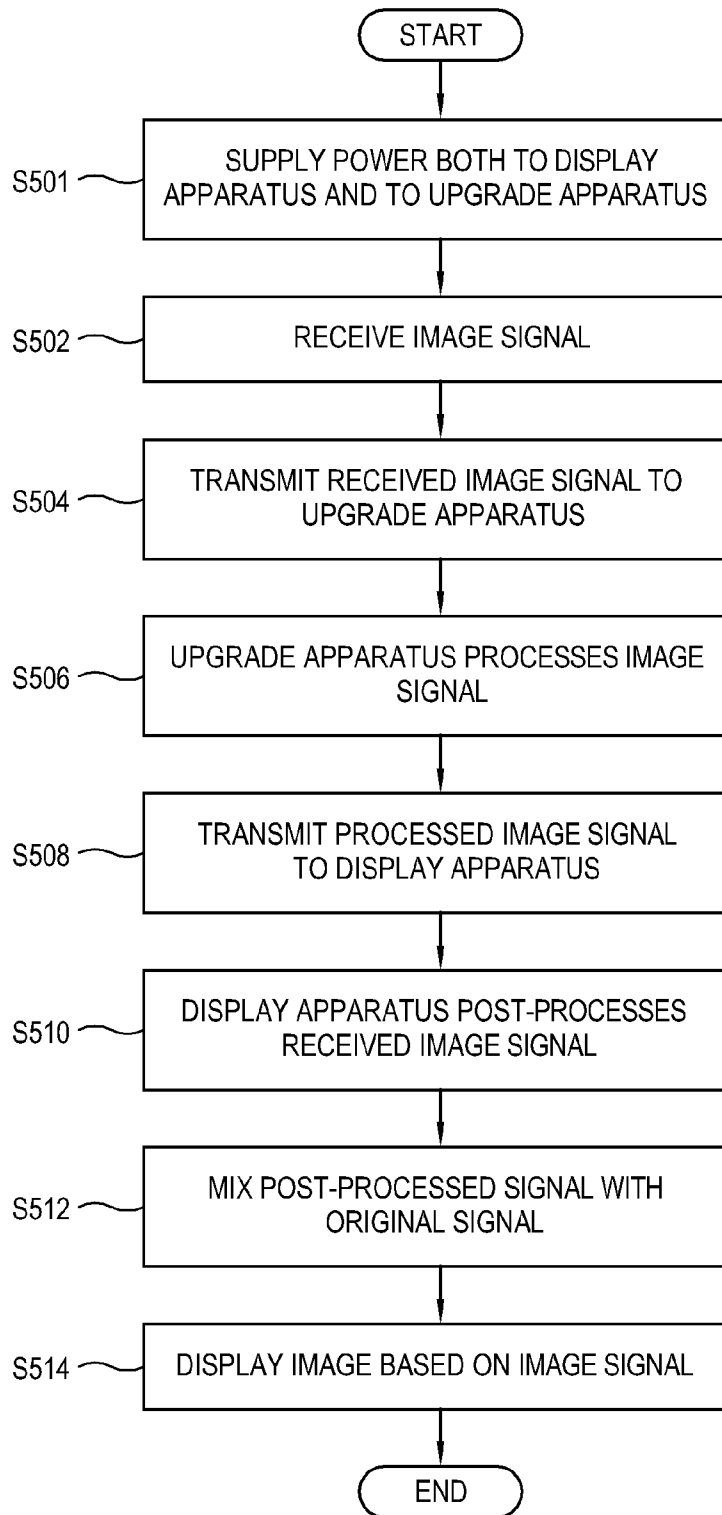 START
S501
SUPPLY POWER BOTH TO DISPLAY
APPARATUS AND TO UPGRADE APPARATUS
S502
RECEIVE IMAGE SIGNAL
S504
TRANSMIT RECEIVED IMAGE SIGNAL TO
UPGRADE APPARATUS
S506
UPGRADE APPARATUS PROCESSES IMAGE
SIGNAL
S508
TRANSMIT PROCESSED IMAGE SIGNAL
TO DISPLAY APPARATUS
S510
DISPLAY APPARATUS POST-PROCESSES
RECEIVED IMAGE SIGNAL
S512
MIX POST-PROCESSED SIGNAL WITH
ORIGINAL SIGNAL
S514
DISPLAY IMAGE BASED ON IMAGE SIGNAL
END